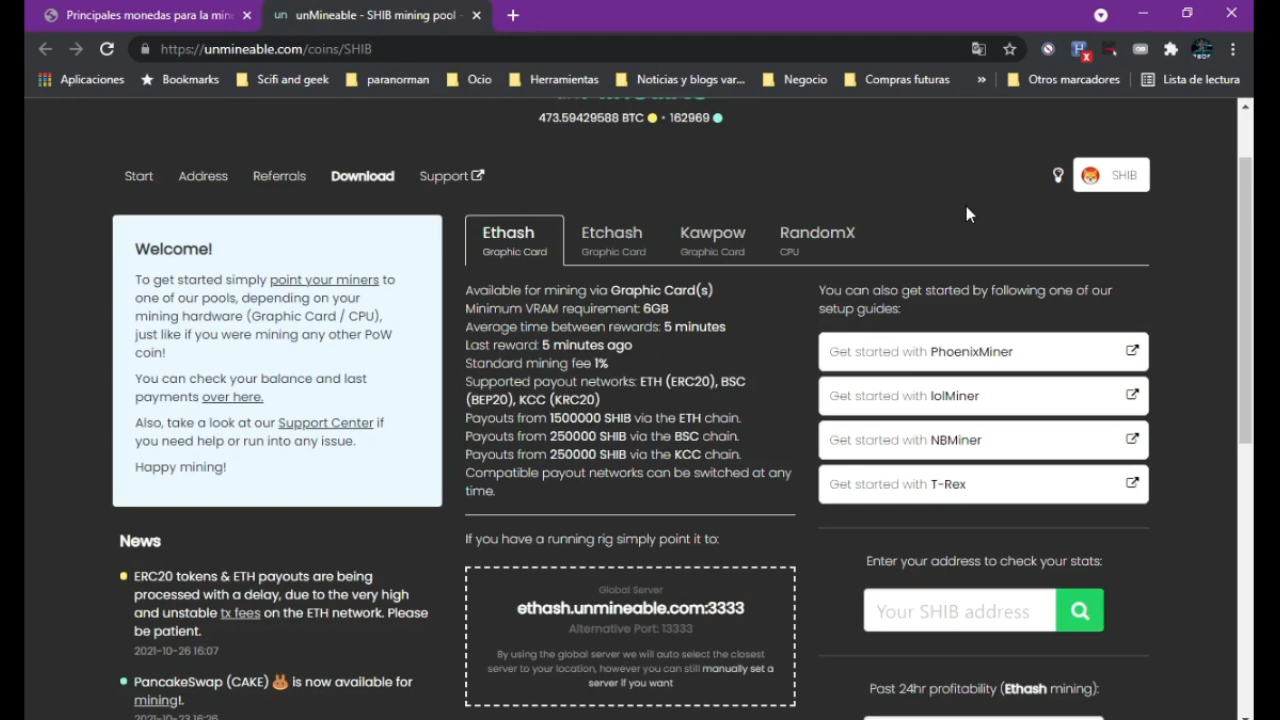 Principales monedas para la min
unMineable - SHIB mining pool -
https://unmineable.com/coins/SHIB
Aplicaciones
Bookmarks
Scifi and geek
paranorman
Ocio
Herramientas
Noticias y blogs var...
Negocio
Compras futuras
»
Otros marcadores
Lista de lectura
473.59429588 BTC • 162969
Start
Address
Referrals
Download
Support
SHIB
Welcome!
To get started simply point your miners to
one of our pools, depending on your
mining hardware (Graphic Card / CPU),
just like if you were mining any other PoW
coin!
You can check your balance and last
payments over here.
Also, take a look at our Support Center if
you need help or run into any issue.
Happy mining!
News
ERC20 tokens & ETH payouts are being
processed with a delay, due to the very high
and unstable tx fees on the ETH network. Please
be patient.
2021-10-26 16:07
PancakeSwap (CAKE) 🥞 is now available for
mining!.
2021-10-23 16:26
Ethash
Graphic Card
Etchash
Graphic Card
Kawpow
Graphic Card
RandomX
CPU
Available for mining via Graphic Card(s)
Minimum VRAM requirement: 6GB
Average time between rewards: 5 minutes
Last reward: 5 minutes ago
Standard mining fee 1%
Supported payout networks: ETH (ERC20), BSC
(BEP20), KCC (KRC20)
Payouts from 1500000 SHIB via the ETH chain.
Payouts from 250000 SHIB via the BSC chain.
Payouts from 250000 SHIB via the KCC chain.
Compatible payout networks can be switched at any
time.
If you have a running rig simply point it to:
Global Server
ethash.unmineable.com:3333
Alternative Port: 13333
By using the global server we will auto select the closest
server to your location, however you can still manually set a
server if you want
You can also get started by following one of our
setup guides:
Get started with PhoenixMiner
Get started with lolMiner
Get started with NBMiner
Get started with T-Rex
Enter your address to check your stats:
Your SHIB address
Past 24hr profitability (Ethash mining):